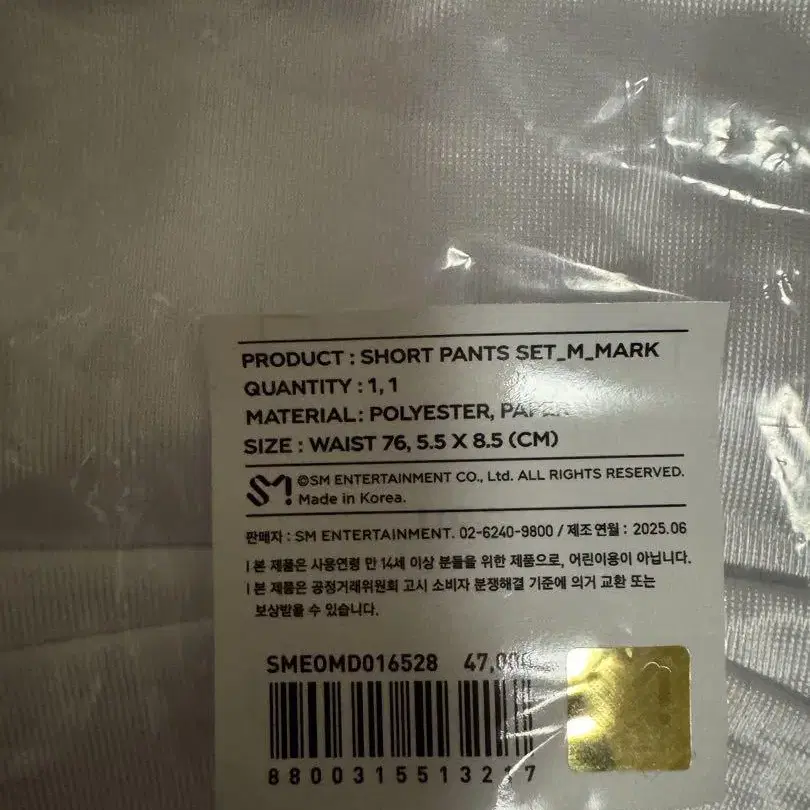 PRODUCT : SHORT PANTS SET_M_MARK
QUANTITY : 1, 1
MATERIAL : POLYESTER,
SIZE : WAIST 76, 5.5 X 8.5 (CM)
SM! ©SM ENTERTAINMENT CO., Ltd. ALL RIGHTS RESERVED.
Made in Korea.
판매자 : SM ENTERTAINMENT. 02-6240-9800 / 제조연월 : 2025.06
| 본 제품은 사용연령 만 14세 이상 분들을 위한 제품으로, 어린이용이 아닙니다.
| 본 제품은 공정거래위원회 고시 소비자 분쟁해결 기준에 의거 교환 또는
보상받을 수 있습니다.
SMEOMD016528
8800315513217